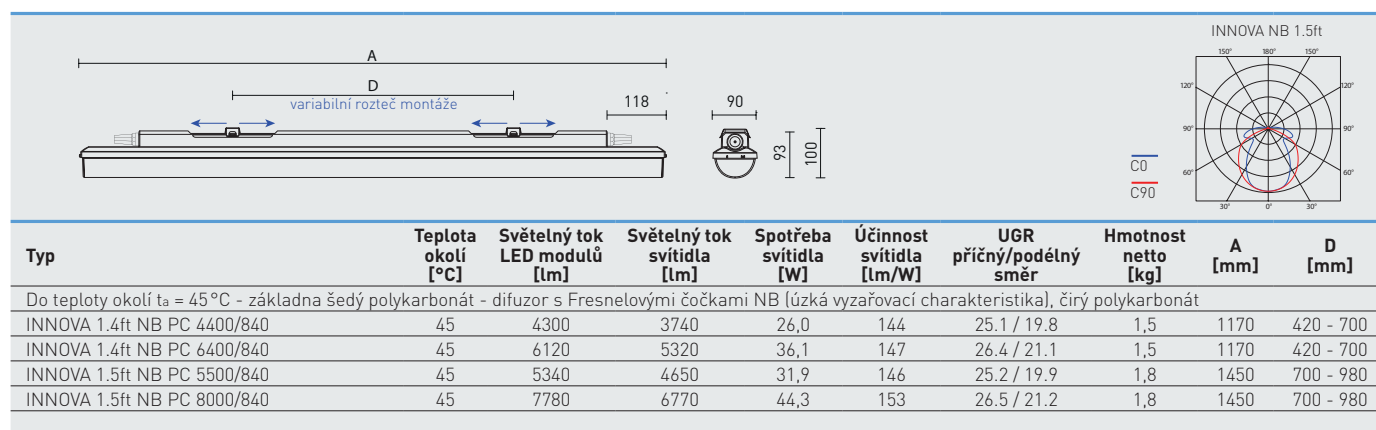 INNOVA NB 1.5ft
A
D
variabilní rozteč montáže
118
90
93
100
150° 180° 150°
120° 120°
90° 90°
60° 60°
30° 0° 30°
C0
C90
Typ
Teplota okolí [°C]
Světelný tok LED modulů [lm]
Světelný tok svítidla [lm]
Spotřeba svítidla [W]
Účinnost svítidla [lm/W]
UGR příčný/podélný směr
Hmotnost netto [kg]
A [mm]
D [mm]
Do teploty okolí ta = 45°C - základna šedý polykarbonát - difuzor s Fresnelovými čočkami NB (úzká vyzařovací charakteristika), čirý polykarbonát
INNOVA 1.4ft NB PC 4400/840 45 4300 3740 26,0 144 25.1 / 19.8 1,5 1170 420 - 700
INNOVA 1.4ft NB PC 6400/840 45 6120 5320 36,1 147 26.4 / 21.1 1,5 1170 420 - 700
INNOVA 1.5ft NB PC 5500/840 45 5340 4650 31,9 146 25.2 / 19.9 1,8 1450 700 - 980
INNOVA 1.5ft NB PC 8000/840 45 7780 6770 44,3 153 26.5 / 21.2 1,8 1450 700 - 980